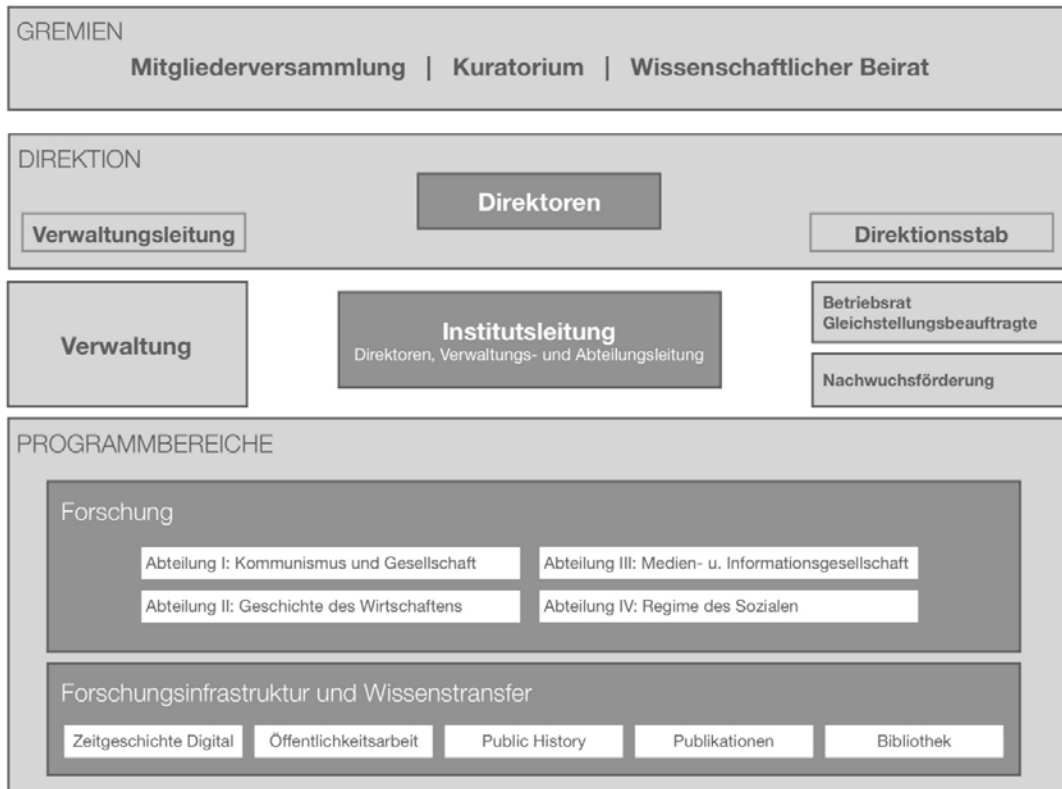 GREMIEN
Mitgliederversammlung | Kuratorium | Wissenschaftlicher Beirat
DIREKTION
Direktoren
Verwaltungsleitung
Direktionsstab
Verwaltung
Institutsleitung
Direktoren, Verwaltungs- und Abteilungsleitung
Betriebsrat
Gleichstellungsbeauftragte
Nachwuchsförderung
PROGRAMMBEREICHE
Forschung
Abteilung I: Kommunismus und Gesellschaft
Abteilung III: Medien- u. Informationsgesellschaft
Abteilung II: Geschichte des Wirtschaftens
Abteilung IV: Regime des Sozialen
Forschungsinfrastruktur und Wissenstransfer
Zeitgeschichte Digital
Öffentlichkeitsarbeit
Public History
Publikationen
Bibliothek